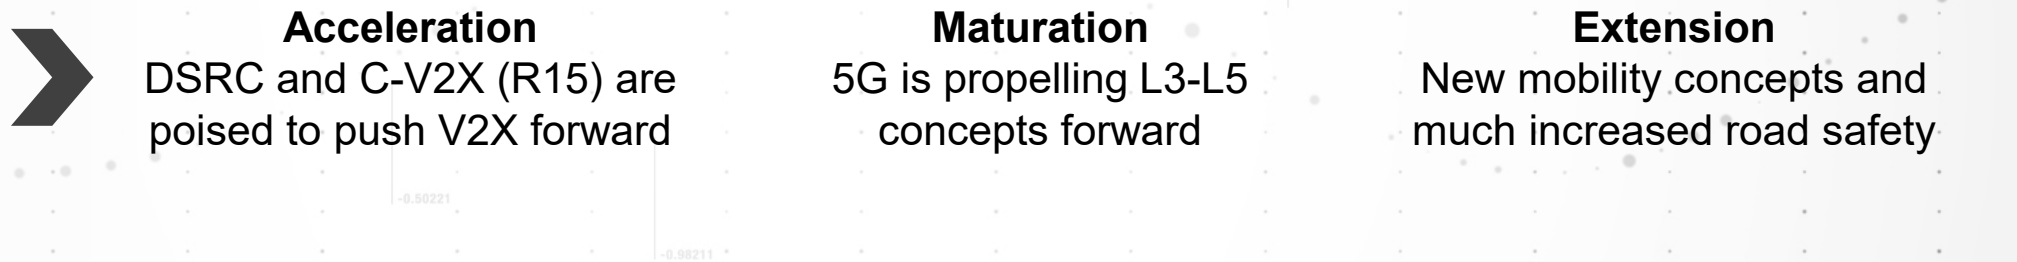 Acceleration
DSRC and C-V2X (R15) are
poised to push V2X forward
Maturation
5G is propelling L3-L5
concepts forward
Extension
New mobility concepts and
much increased road safety
-0.50221
-0.98211